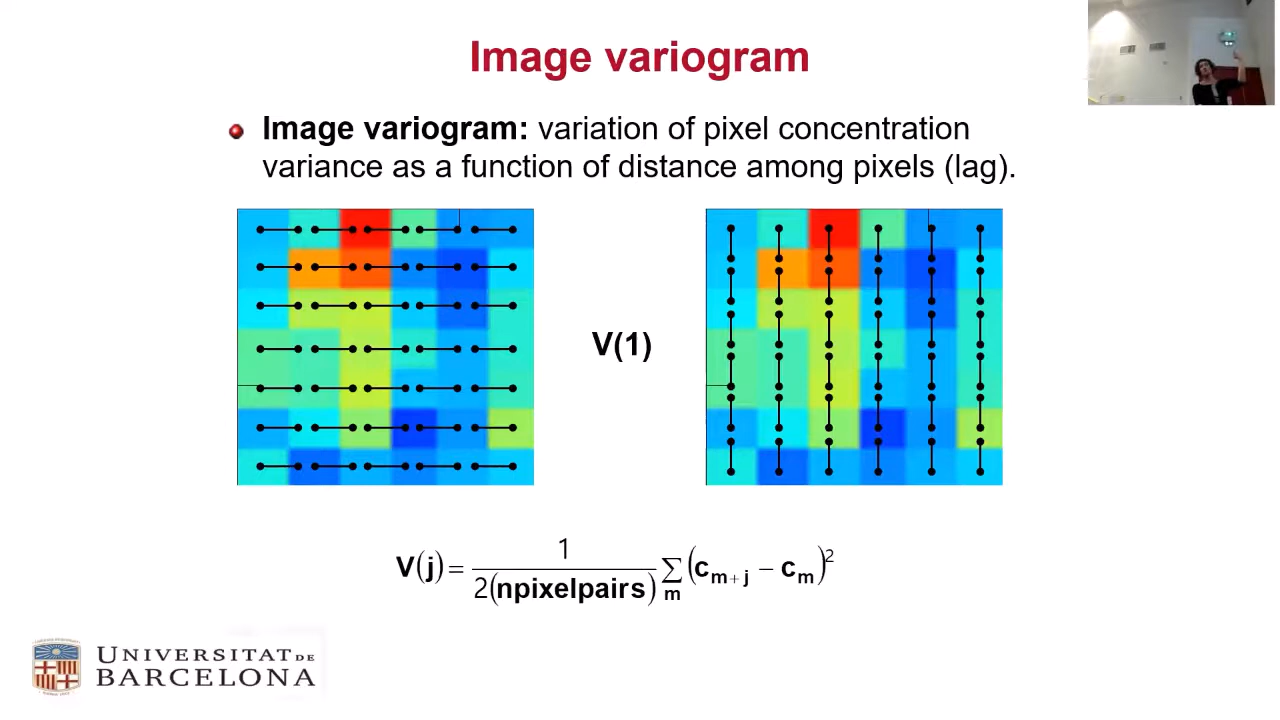 Image variogram
Image variogram: variation of pixel concentration
variance as a function of distance among pixels (lag).
V(1)
V(j) = 1 / 2(npixelpairs) ∑m (cm+j − cm)²
UNIVERSITAT DE
BARCELONA